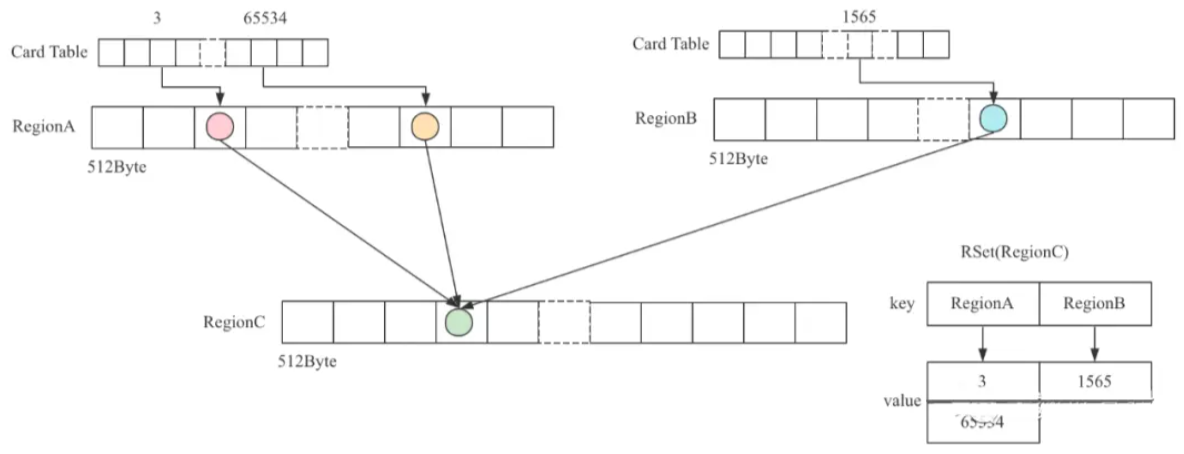 3 65534
Card Table
RegionA
512Byte
1565
Card Table
RegionB
512Byte
RegionC
512Byte
RSet(RegionC)
key RegionA RegionB
value 3 1565
65534